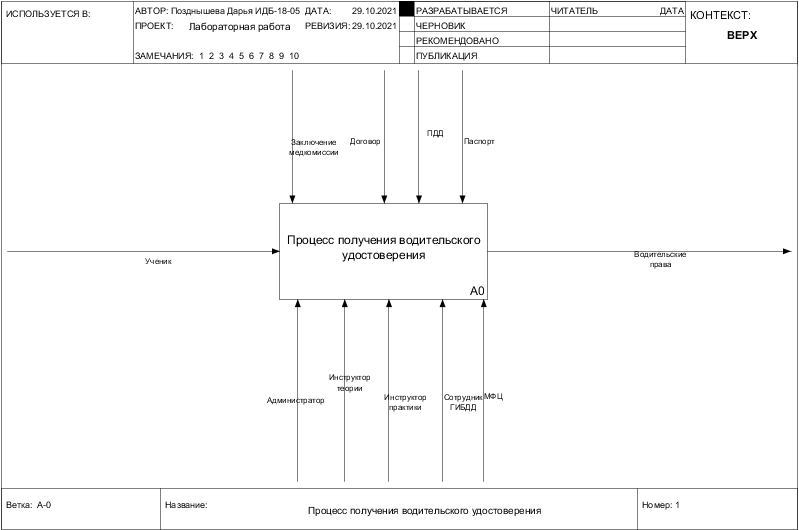 ИСПОЛЬЗУЕТСЯ В:
АВТОР: Позднышева Дарья ИДБ-18-05 ДАТА: 29.10.2021
ПРОЕКТ: Лабораторная работа РЕВИЗИЯ: 29.10.2021
ЗАМЕЧАНИЯ: 1 2 3 4 5 6 7 8 9 10
РАЗРАБАТЫВАЕТСЯ
ЧЕРНОВИК
РЕКОМЕНДОВАНО
ПУБЛИКАЦИЯ
ЧИТАТЕЛЬ ДАТА
КОНТЕКСТ:
ВЕРХ
Заключение
медкомиссии
Договор
ПДД
Паспорт
Процесс получения водительского
удостоверения
A0
Ученик
Водительские
права
Администратор
Инструктор
теории
Инструктор
практики
Сотрудник
ГИБДД
МФЦ
Ветка: A-0
Название:
Процесс получения водительского удостоверения
Номер: 1